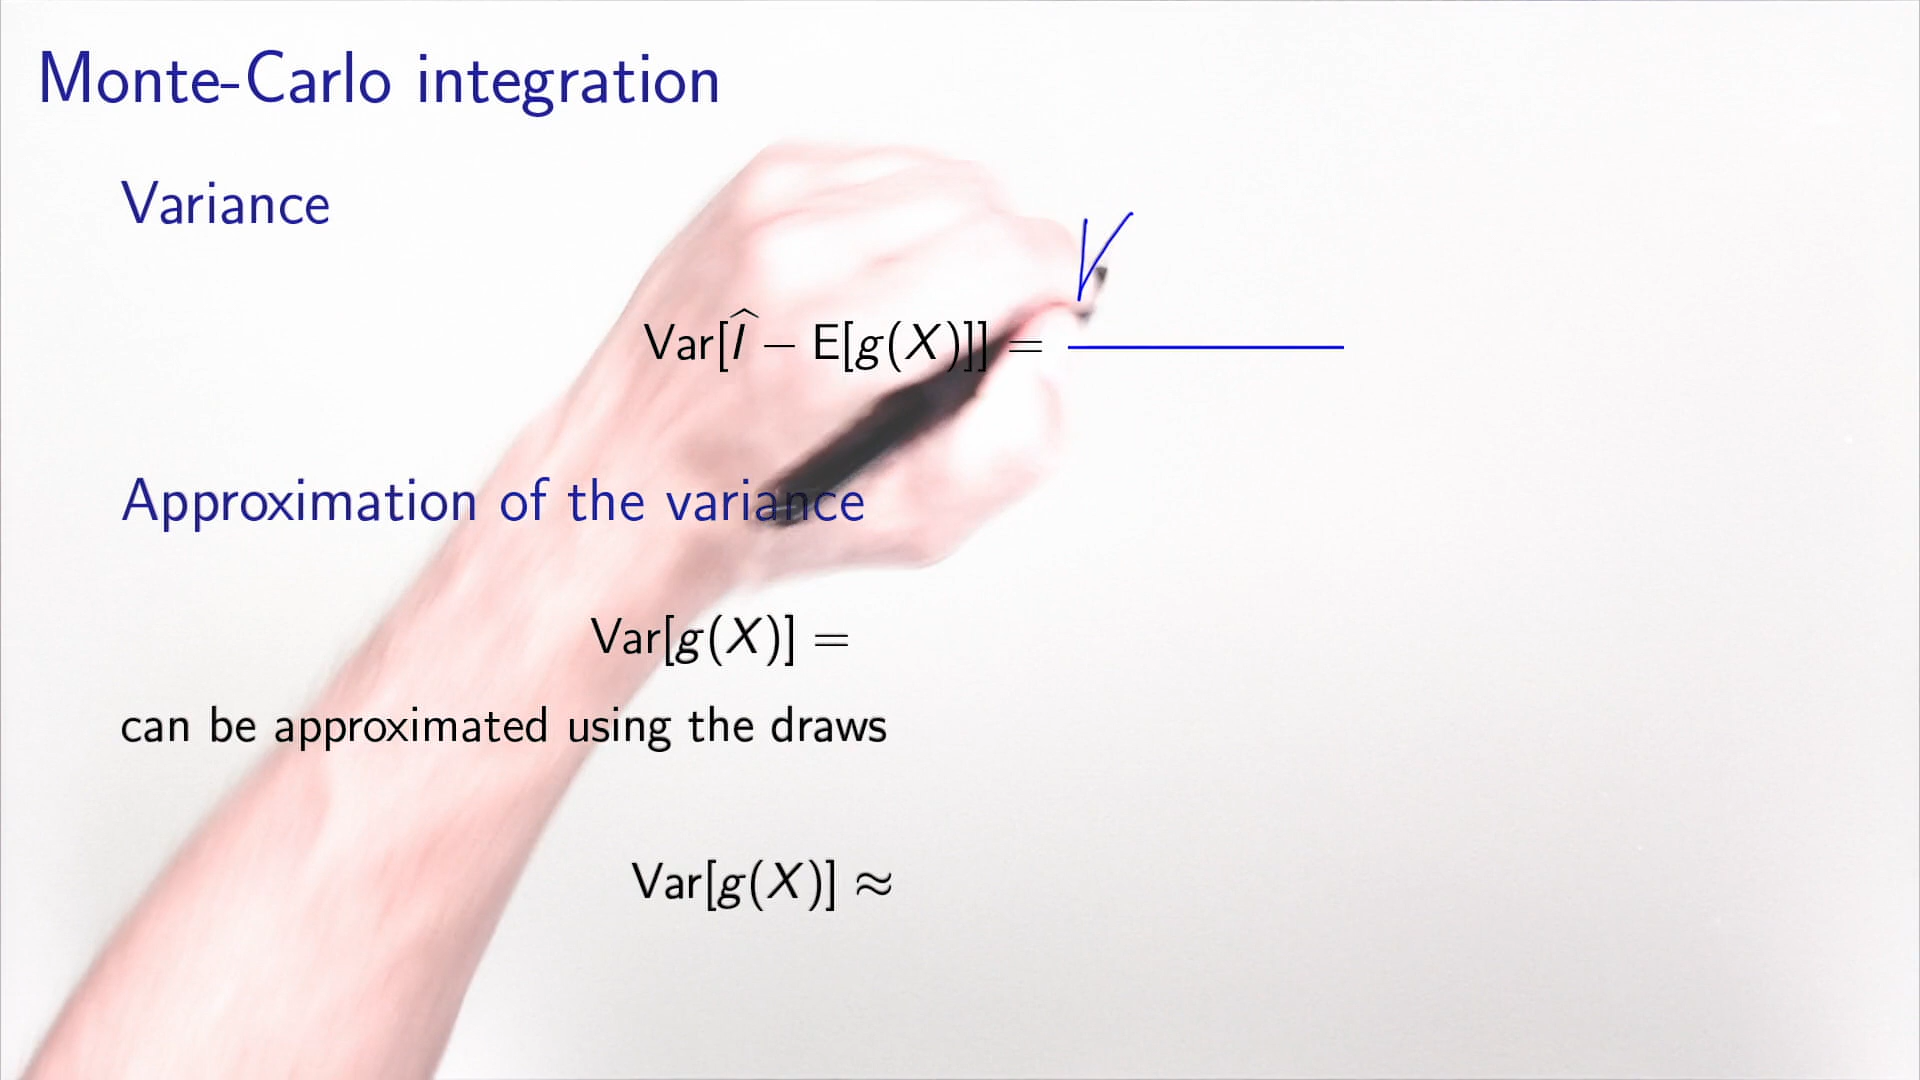 Monte-Carlo integration
Variance
V
Var[Î − E[g(X)]] =
Approximation of the variance
Var[g(X)] =
can be approximated using the draws
Var[g(X)] ≈